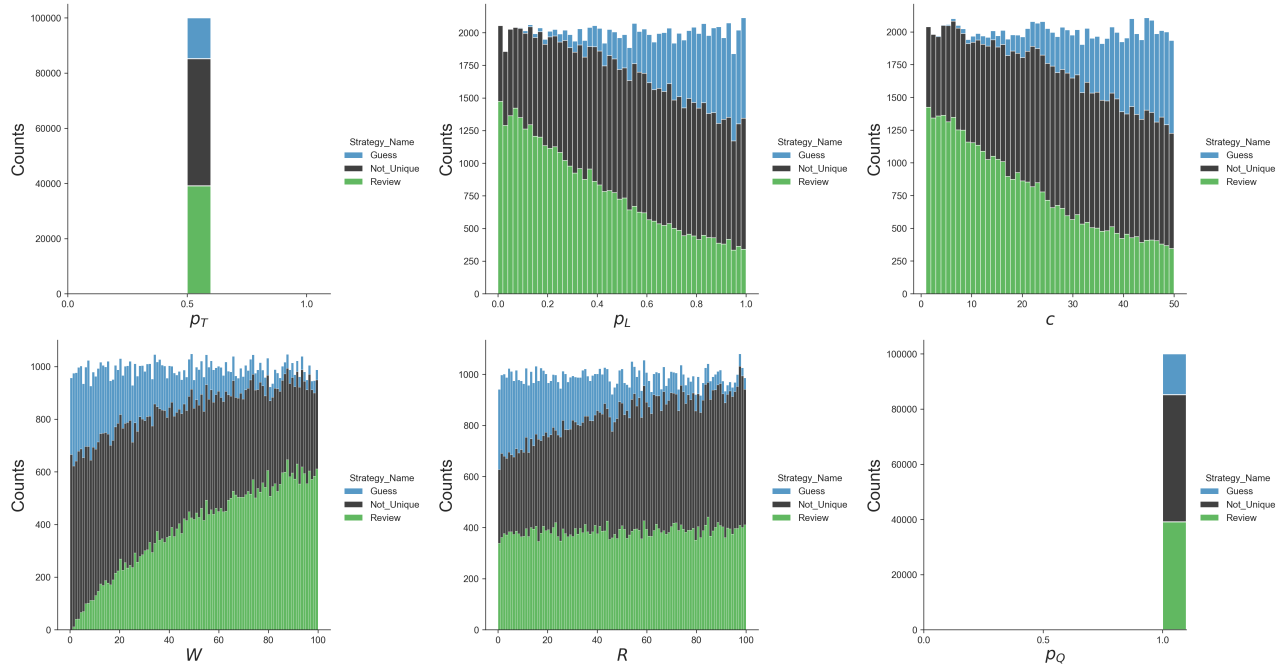 Counts
100000
80000
60000
40000
20000
0
0.0 0.5 1.0
p_T
Strategy_Name
Guess
Not_Unique
Review
Counts
2000
1750
1500
1250
1000
750
500
250
0
0.0 0.2 0.4 0.6 0.8 1.0
p_L
Strategy_Name
Guess
Not_Unique
Review
Counts
2000
1750
1500
1250
1000
750
500
250
0
0 10 20 30 40 50
c
Strategy_Name
Guess
Not_Unique
Review
Counts
1000
800
600
400
200
0
0 20 40 60 80 100
W
Strategy_Name
Guess
Not_Unique
Review
Counts
1000
800
600
400
200
0
0 20 40 60 80 100
R
Strategy_Name
Guess
Not_Unique
Review
Counts
100000
80000
60000
40000
20000
0
0.0 0.5 1.0
p_Q
Strategy_Name
Guess
Not_Unique
Review